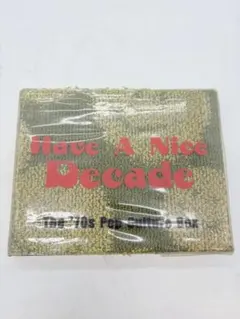 Have A Nice
Decade
The '70s Pop Culture Box